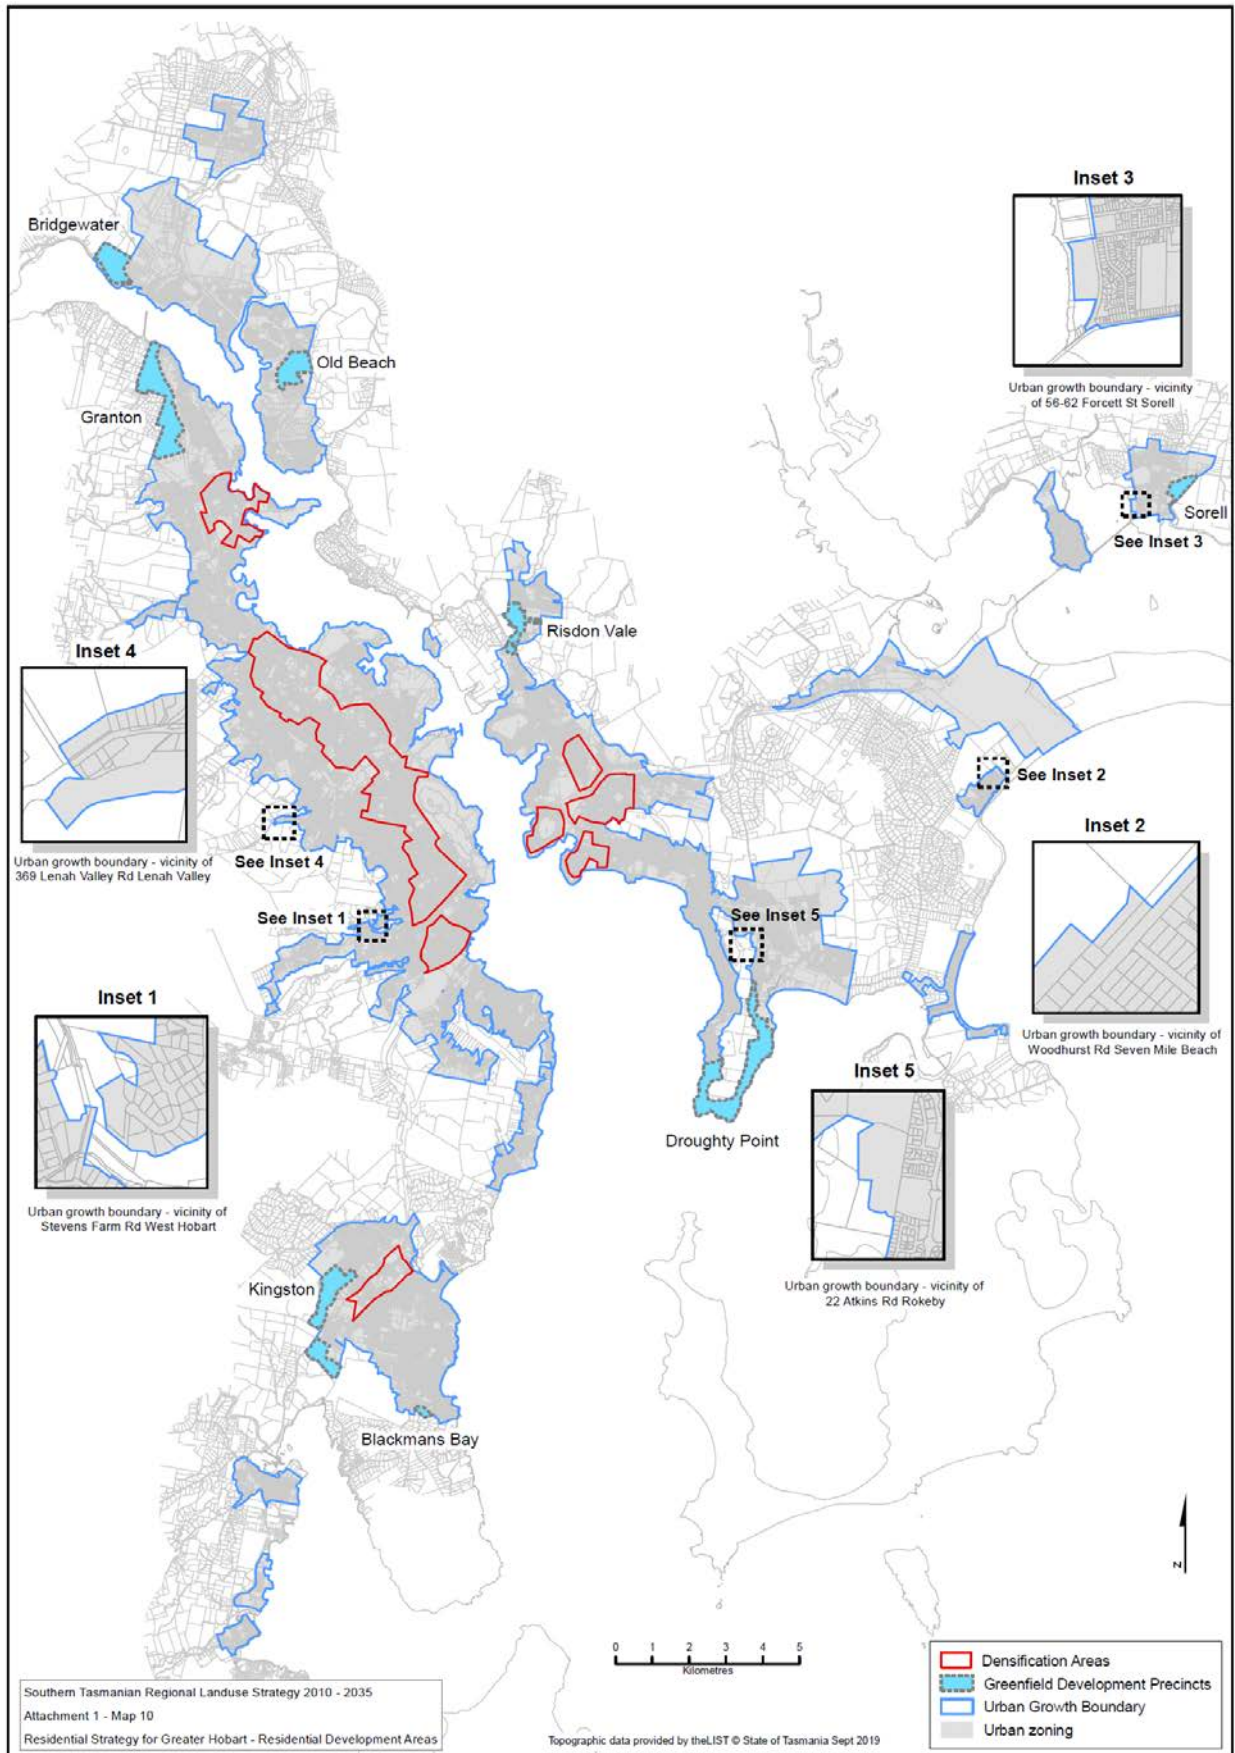 Inset 3
Bridgewater
Old Beach
Urban growth boundary - vicinity
of 56-62 Forcett St Sorell
Granton
Sorell
See Inset 3
Risdon Vale
Inset 4
See Inset 2
Inset 2
Urban growth boundary - vicinity of
369 Lenah Valley Rd Lenah Valley
See Inset 4
See Inset 1
See Inset 5
Inset 1
Urban growth boundary - vicinity of
Woodhurst Rd Seven Mile Beach
Inset 5
Droughty Point
Urban growth boundary - vicinity of
Stevens Farm Rd West Hobart
Kingston
Urban growth boundary - vicinity of
22 Atkins Rd Rokeby
Blackmans Bay
N
0 1 2 3 4 5
Kilometres
Densification Areas
Greenfield Development Precincts
Urban Growth Boundary
Urban zoning
Southern Tasmanian Regional Landuse Strategy 2010 - 2035
Attachment 1 - Map 10
Residential Strategy for Greater Hobart - Residential Development Areas
Topographic data provided by theLIST © State of Tasmania Sept 2019